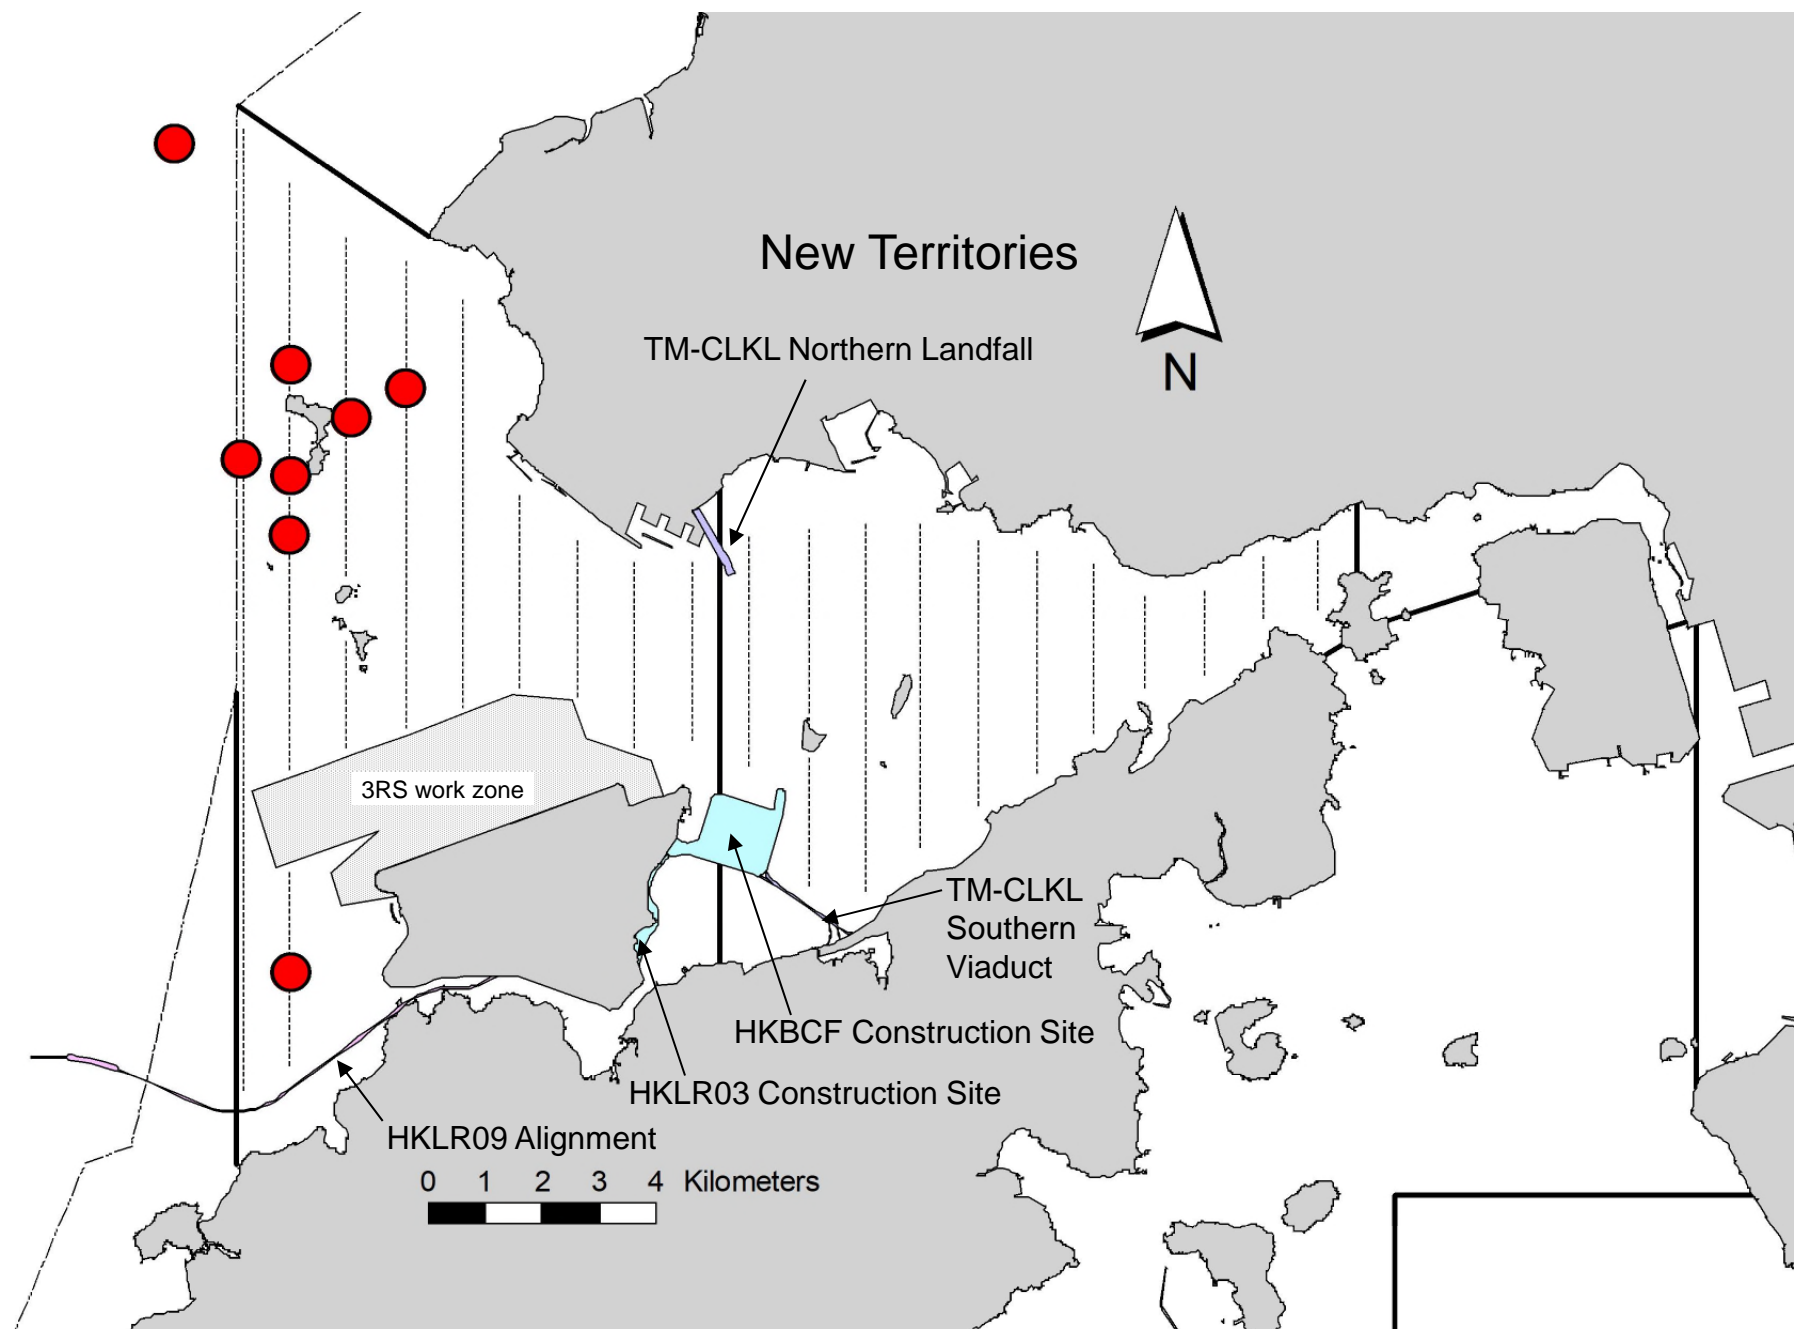 New Territories
TM-CLKL Northern Landfall
N
3RS work zone
TM-CLKL
Southern
Viaduct
HKBCF Construction Site
HKLR03 Construction Site
HKLR09 Alignment
0 1 2 3 4 Kilometers